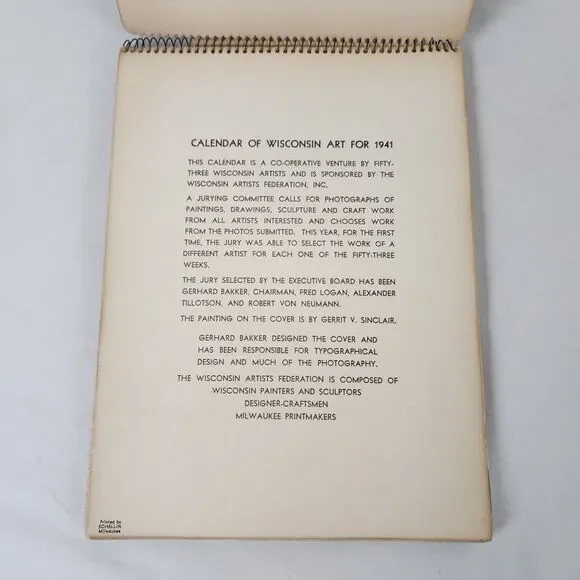 CALENDAR OF WISCONSIN ART FOR 1941
THIS CALENDAR IS A CO-OPERATIVE VENTURE BY FIFTY-
THREE WISCONSIN ARTISTS AND IS SPONSORED BY THE
WISCONSIN ARTISTS FEDERATION, INC.
A JURYING COMMITTEE CALLS FOR PHOTOGRAPHS OF
PAINTINGS, DRAWINGS, SCULPTURE AND CRAFT WORK
FROM ALL ARTISTS INTERESTED AND CHOOSES WORK
FROM THE PHOTOS SUBMITTED. THIS YEAR, FOR THE FIRST
TIME, THE JURY WAS ABLE TO SELECT THE WORK OF A
DIFFERENT ARTIST FOR EACH ONE OF THE FIFTY-THREE
WEEKS.
THE JURY SELECTED BY THE EXECUTIVE BOARD HAS BEEN
GERHARD BAKKER, CHAIRMAN, FRED LOGAN, ALEXANDER
TILLOTSON, AND ROBERT VON NEUMANN.
THE PAINTING ON THE COVER IS BY GERRIT V. SINCLAIR.
GERHARD BAKKER DESIGNED THE COVER AND
HAS BEEN RESPONSIBLE FOR TYPOGRAPHICAL
DESIGN AND MUCH OF THE PHOTOGRAPHY.
THE WISCONSIN ARTISTS FEDERATION IS COMPOSED OF
WISCONSIN PAINTERS AND SCULPTORS
DESIGNER-CRAFTSMEN
MILWAUKEE PRINTMAKERS
Printed by
SCHELLIN
Milwaukee